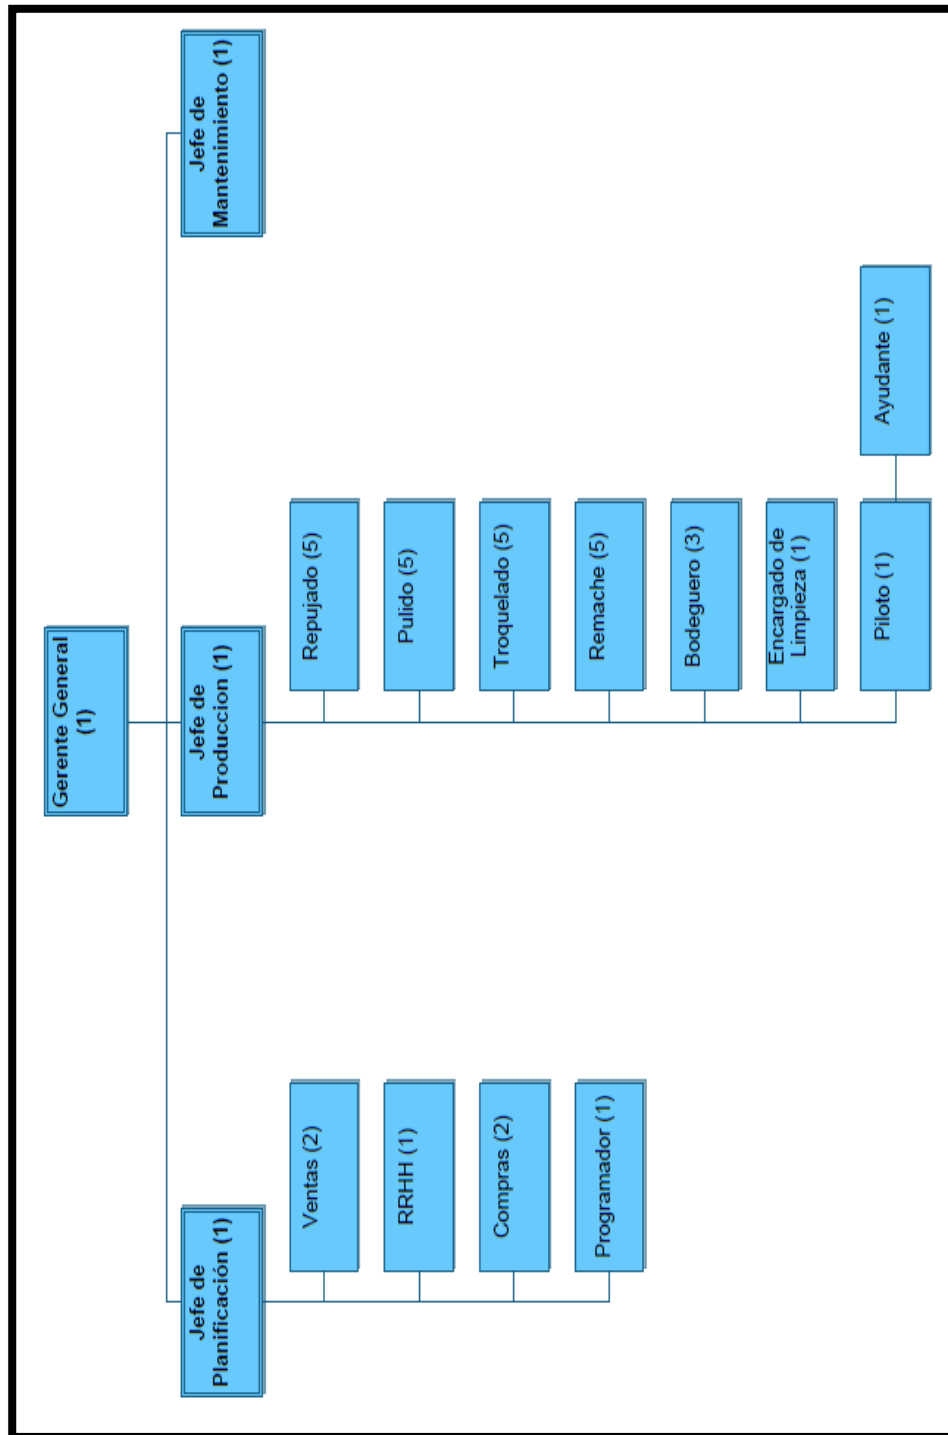 Gerente General
(1)
Jefe de
Planificación (1)
Jefe de
Produccion (1)
Jefe de
Mantenimiento (1)
Ventas (2)
RRHH (1)
Compras (2)
Programador (1)
Repujado (5)
Pulido (5)
Troquelado (5)
Remache (5)
Bodeguero (3)
Encargado de
Limpieza (1)
Piloto (1)
Ayudante (1)